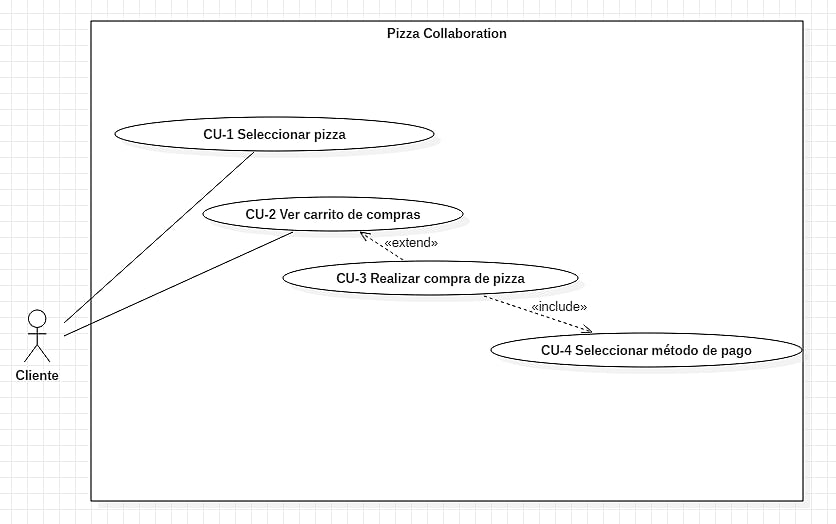 Pizza Collaboration
CU-1 Seleccionar pizza
CU-2 Ver carrito de compras
«extend»
CU-3 Realizar compra de pizza
«include»
CU-4 Seleccionar método de pago
Cliente